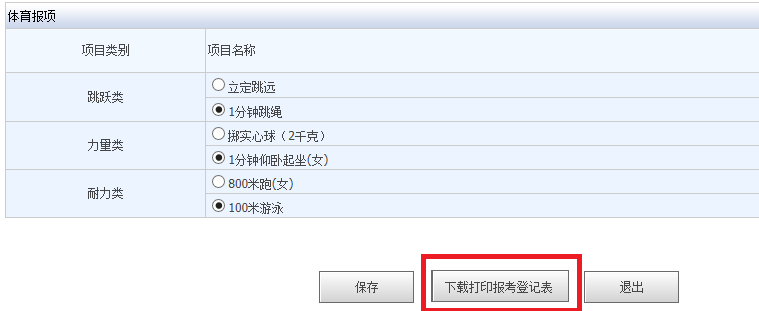 体育报项
项目类别 项目名称
跳跃类
立定跳远
1分钟跳绳
力量类
掷实心球（2千克）
1分钟仰卧起坐(女)
耐力类
800米跑(女)
100米游泳
保存 下载打印报考登记表 退出